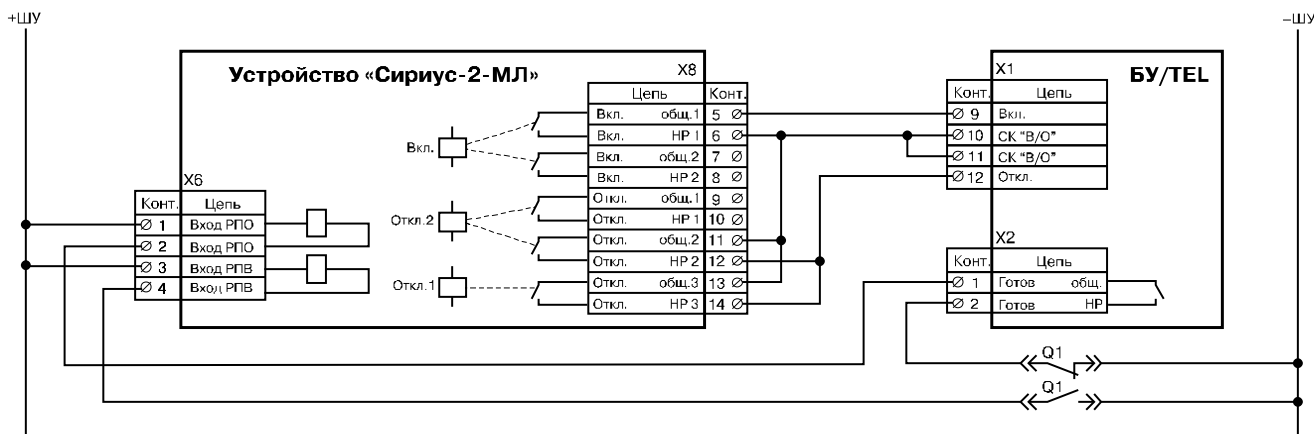 +ШУ
–ШУ
Устройство «Сириус-2-МЛ»
X8
Цепь Конт.
Вкл. общ.1 5
Вкл. НР 1 6
Вкл. общ.2 7
Вкл. НР 2 8
Откл. общ.1 9
Откл. НР 1 10
Откл. общ.2 11
Откл. НР 2 12
Откл. общ.3 13
Откл. НР 3 14
Вкл.
Откл.2
Откл.1
X6
Конт. Цепь
1 Вход РПО
2 Вход РПО
3 Вход РПВ
4 Вход РПВ
БУ/TEL
X1
Конт. Цепь
9 Вкл.
10 СК "В/О"
11 СК "В/О"
12 Откл.
X2
Конт. Цепь
1 Готов общ.
2 Готов НР
Q1
Q1